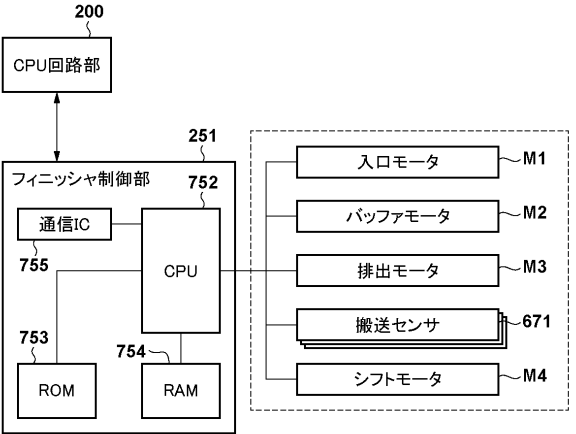 200
CPU回路部
251
フィニッシャ制御部
752
通信IC
755
CPU
753
ROM
754
RAM
入口モータ M1
バッファモータ M2
排出モータ M3
搬送センサ 671
シフトモータ M4